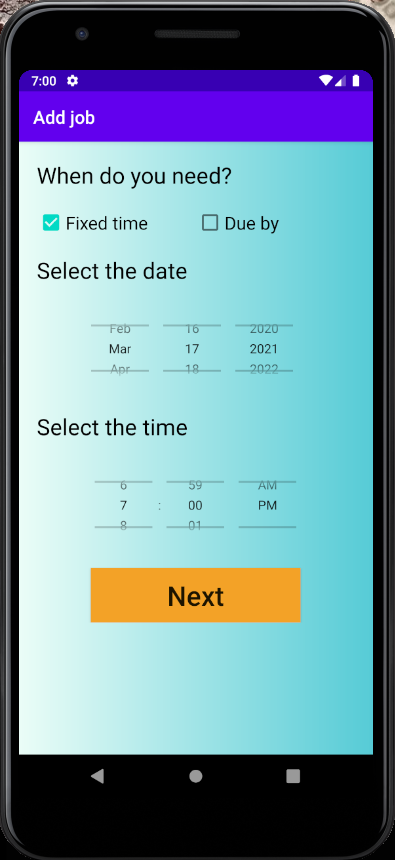 7:00
Add job
When do you need?
Fixed time Due by
Select the date
Feb 16 2020
Mar 17 2021
Apr 18 2022
Select the time
6 59 AM
7 : 00 PM
8 01
Next